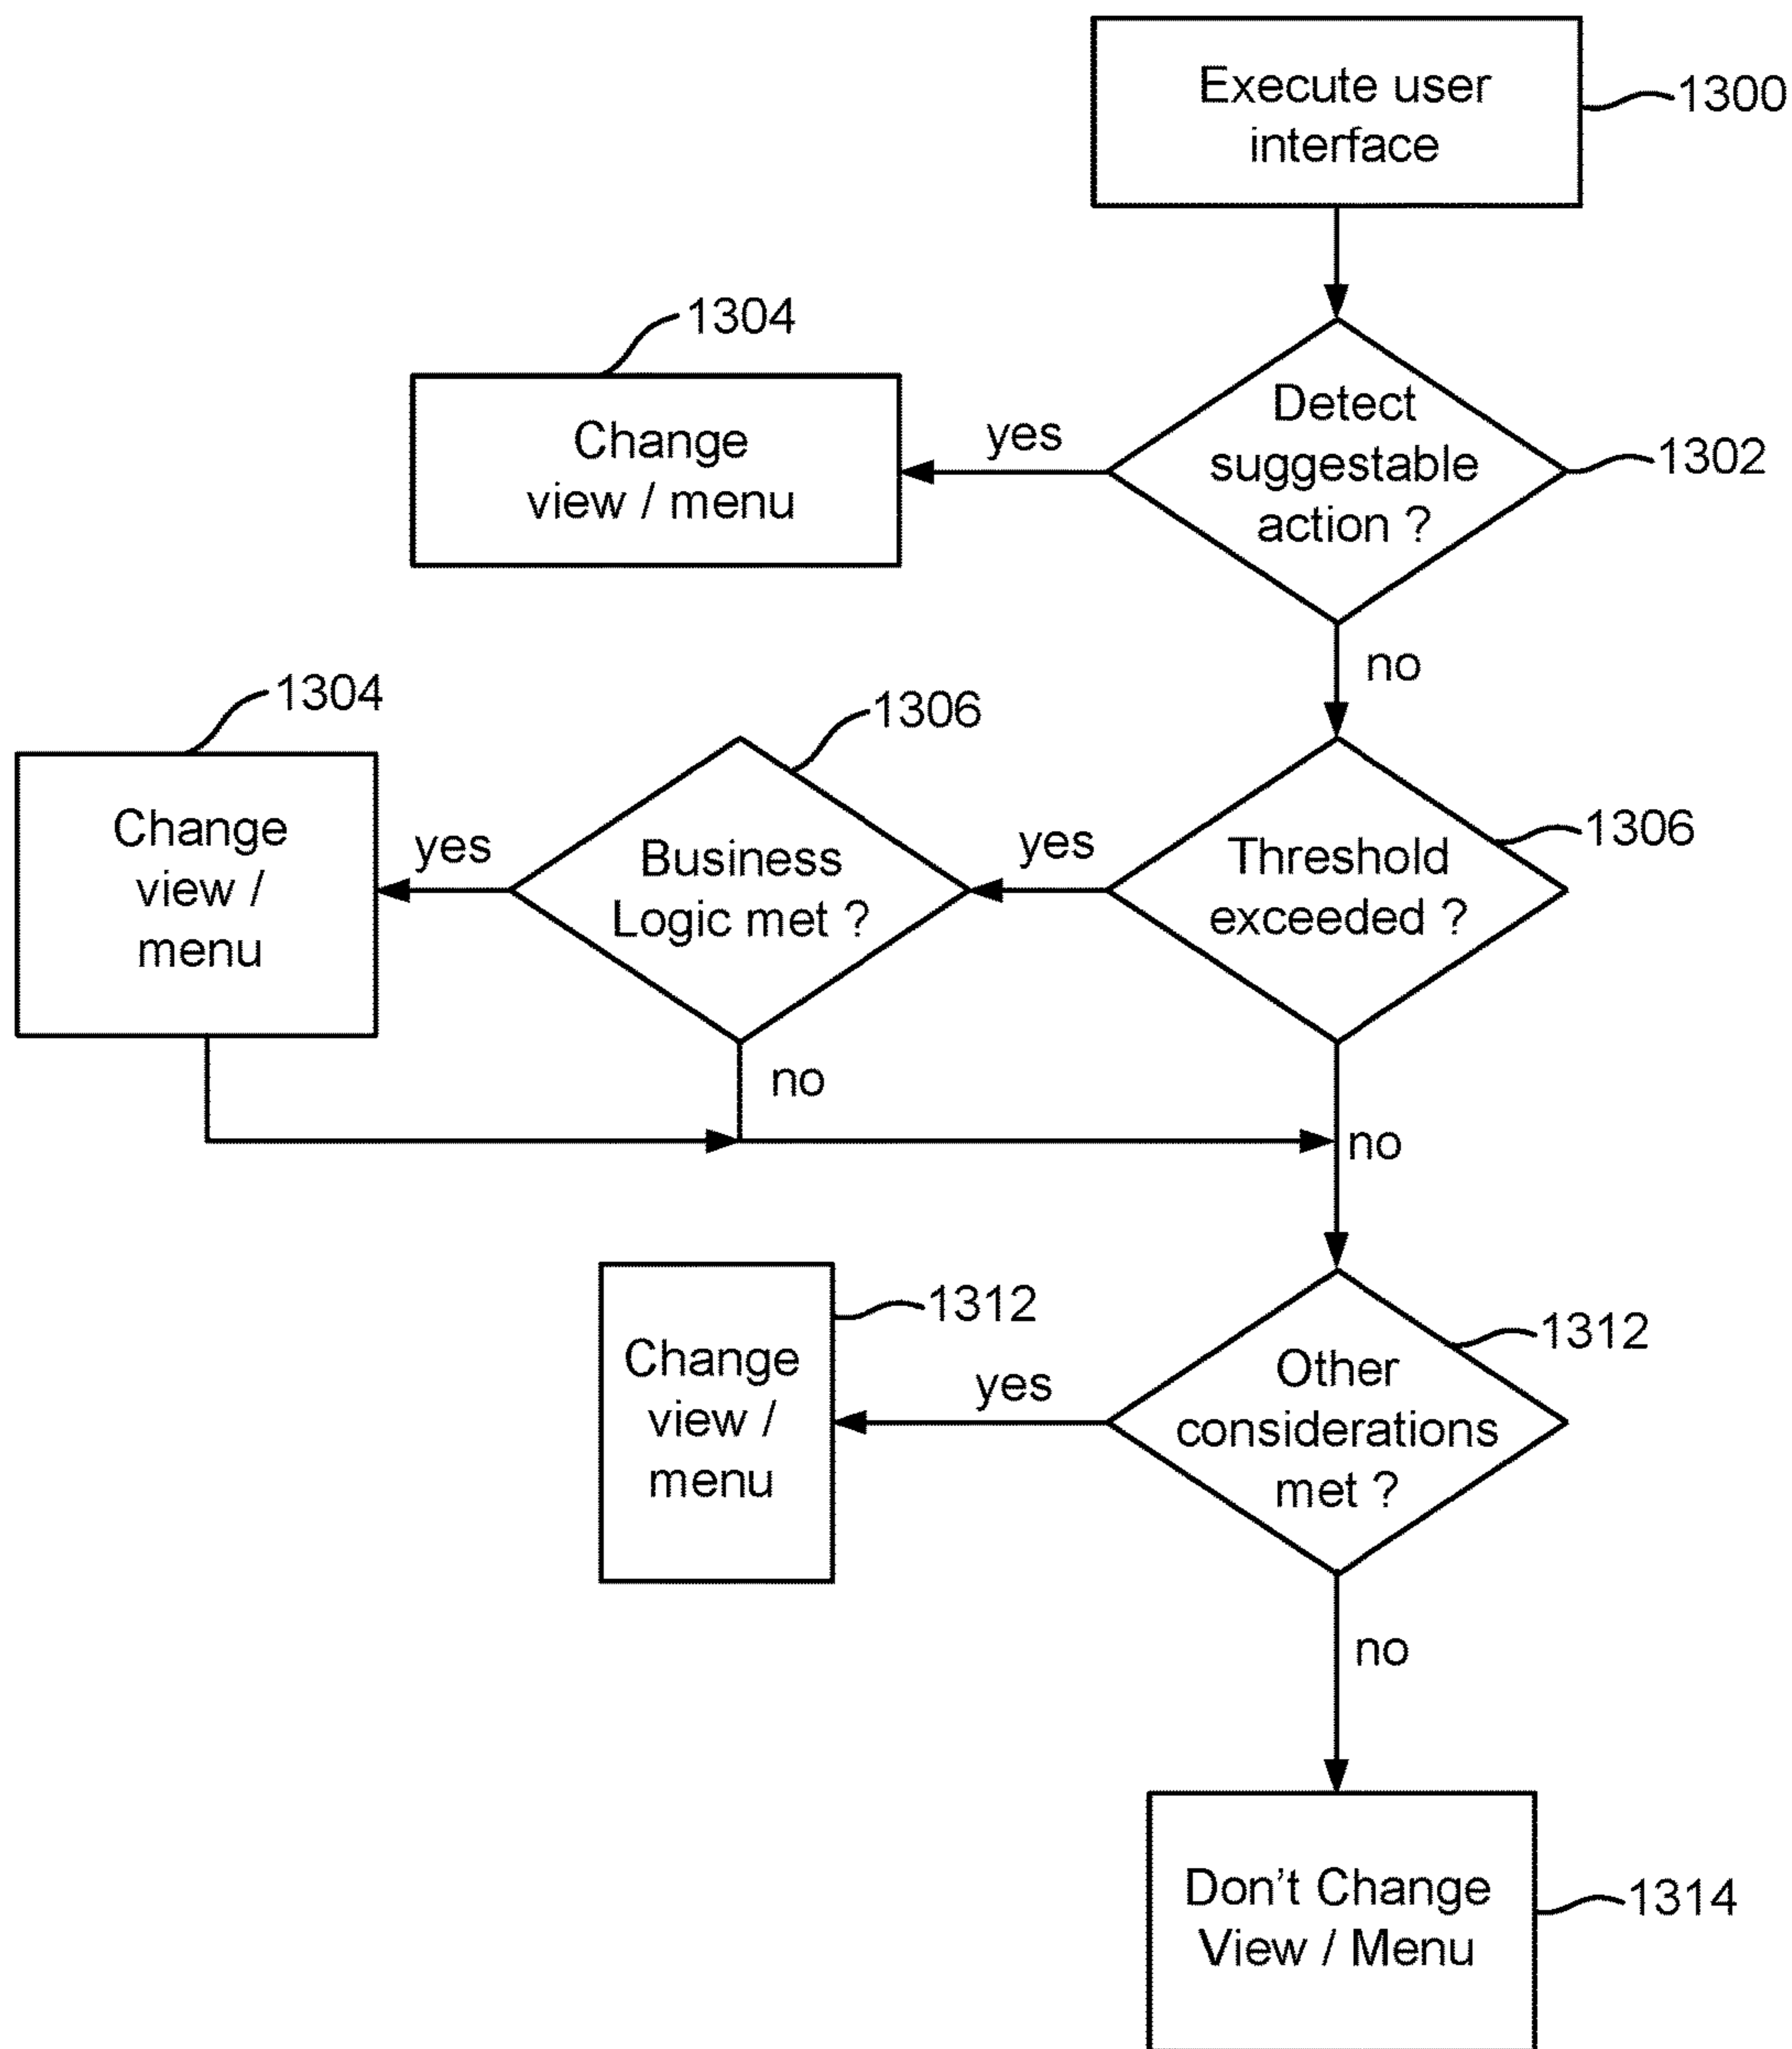 Execute user
interface
1300
1304
Change
view / menu
yes
Detect
suggestable
action ?
1302
no
1304
Change
view /
menu
yes
1306
Business
Logic met ?
yes
1306
Threshold
exceeded ?
no
no
1312
Change
view /
menu
yes
1312
Other
considerations
met ?
no
Don't Change
View / Menu
1314